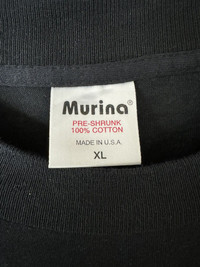 Murina®
PRE-SHRUNK
100% COTTON
MADE IN U.S.A.
XL